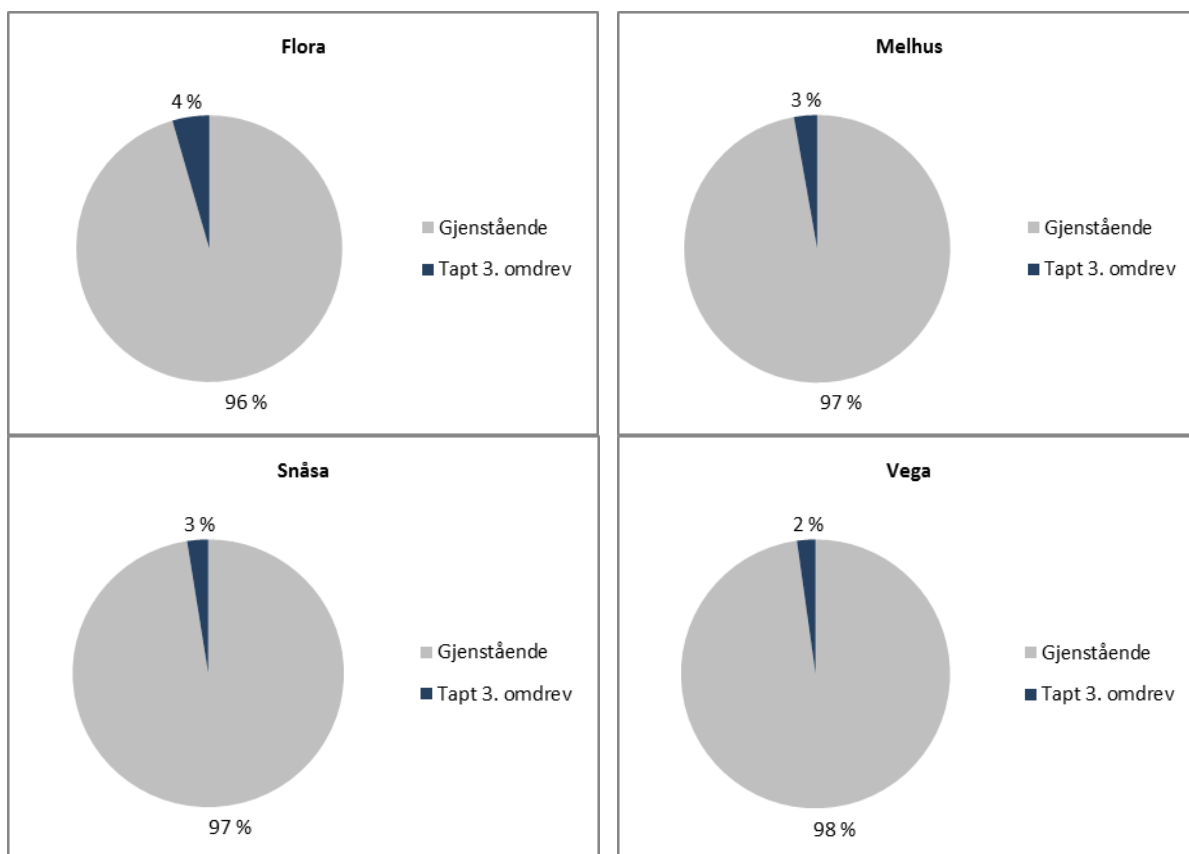 Flora
4 %
Gjenstående
Tapt 3. omdrev
96 %
Melhus
3 %
Gjenstående
Tapt 3. omdrev
97 %
Snåsa
3 %
Gjenstående
Tapt 3. omdrev
97 %
Vega
2 %
Gjenstående
Tapt 3. omdrev
98 %